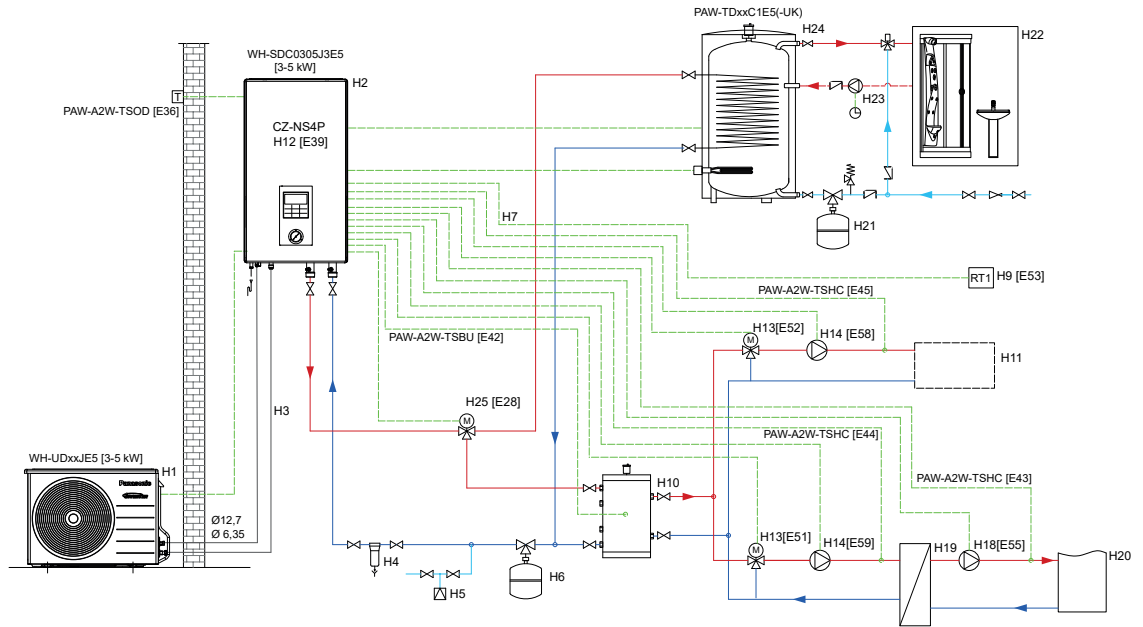 PAW-TDxxC1E5(-UK)
H24
H22
WH-SDC0305J3E5
[3-5 kW]
H2
T
PAW-A2W-TSOD [E36]
H23
CZ-NS4P
H12 [E39]
H7
H21
RT1
H9 [E53]
PAW-A2W-TSHC [E45]
PAW-A2W-TSBU [E42]
M
H13[E52]
H14 [E58]
H11
H3
H25 [E28]
M
PAW-A2W-TSHC [E44]
WH-UDxxJE5 [3-5 kW]
H1
Panasonic
H10
PAW-A2W-TSHC [E43]
Ø12,7
Ø 6,35
H4
H5
H6
M
H13[E51]
H14[E59]
H19
H18[E55]
H20